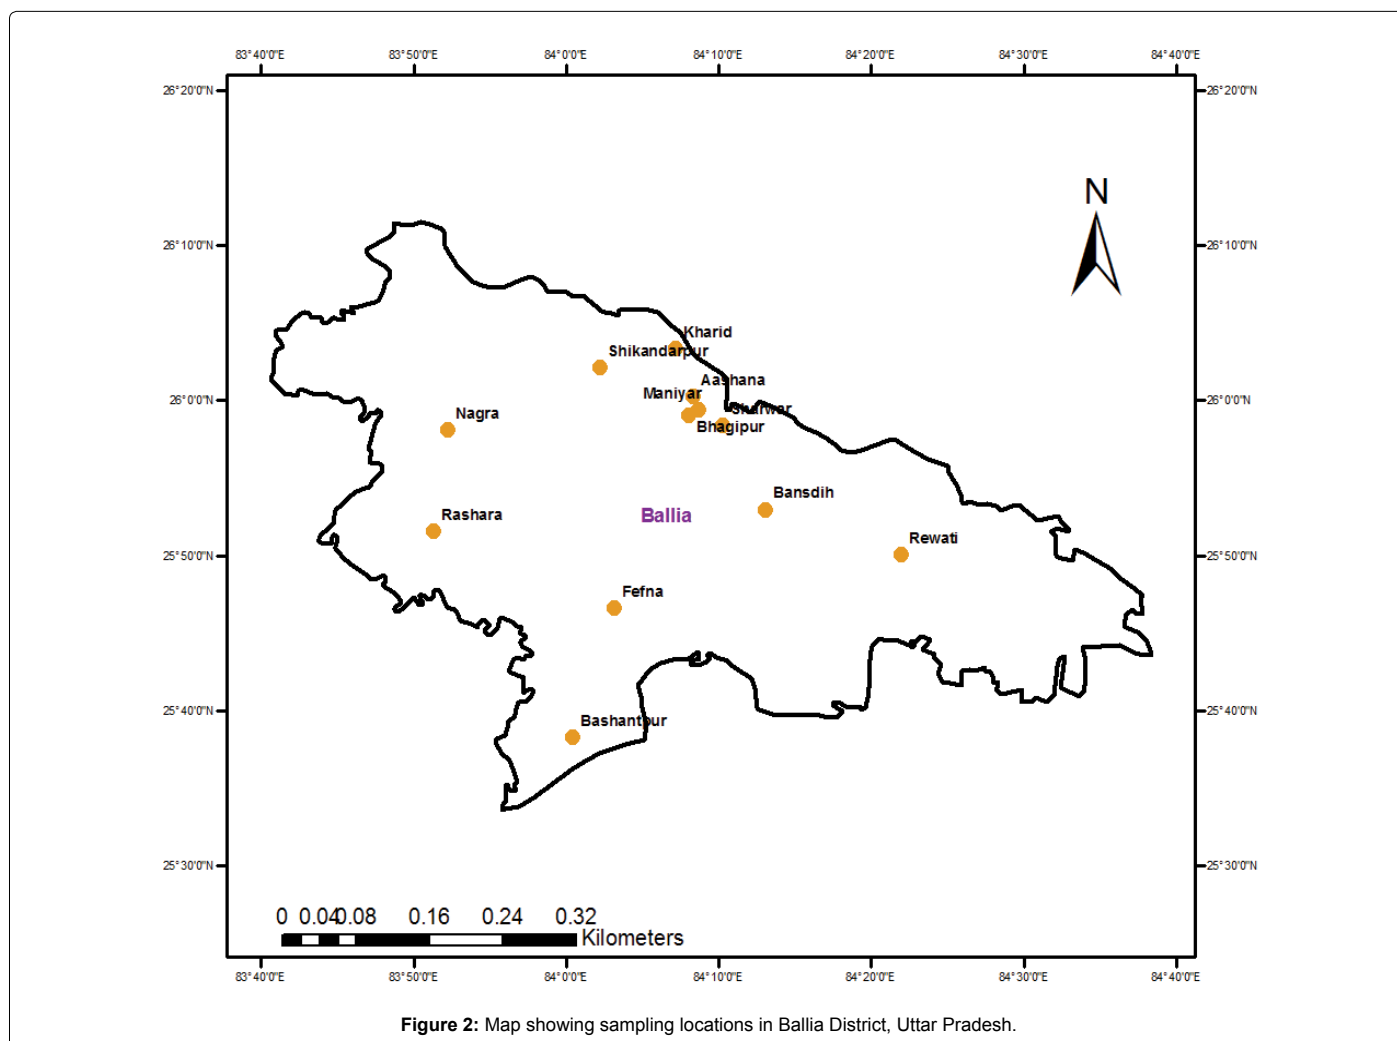 83°40'0"E 83°50'0"E 84°0'0"E 84°10'0"E 84°20'0"E 84°30'0"E 84°40'0"E
26°20'0"N 26°20'0"N
N
26°10'0"N 26°10'0"N
Kharid
Shikandarpur
Aashana
Maniyar
26°0'0"N 26°0'0"N
Sharwar
Nagra
Bhagipur
Bansdih
Rashara
Ballia
Rewati
25°50'0"N 25°50'0"N
Fefna
25°40'0"N 25°40'0"N
Bashantpur
25°30'0"N 25°30'0"N
0 0.04 0.08 0.16 0.24 0.32
Kilometers
83°40'0"E 83°50'0"E 84°0'0"E 84°10'0"E 84°20'0"E 84°30'0"E 84°40'0"E
Figure 2: Map showing sampling locations in Ballia District, Uttar Pradesh.